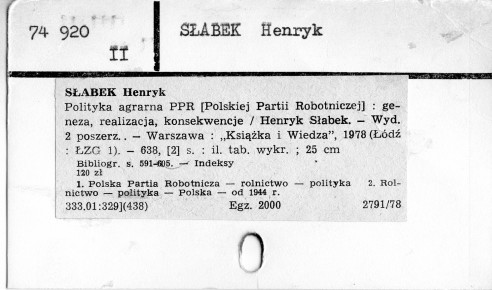 74 920
II
SŁABEK Henryk
SŁABEK Henryk
Polityka agrarna PPR [Polskiej Partii Robotniczej] : ge-
neza, realizacja, konsekwencje / Henryk Słabek. — Wyd.
2 poszerz.. — Warszawa : „Książka i Wiedza”, 1978 (Łódź
: ŁZG 1). — 638, [2] s. : il. tab. wykr. ; 25 cm
Bibliogr. s. 591-605. — Indeksy
120 zł
1. Polska Partia Robotnicza — rolnictwo — polityka 2. Rol-
nictwo — polityka — Polska — od 1944 r.
333.01:329](438) Egz. 2000 2791/78